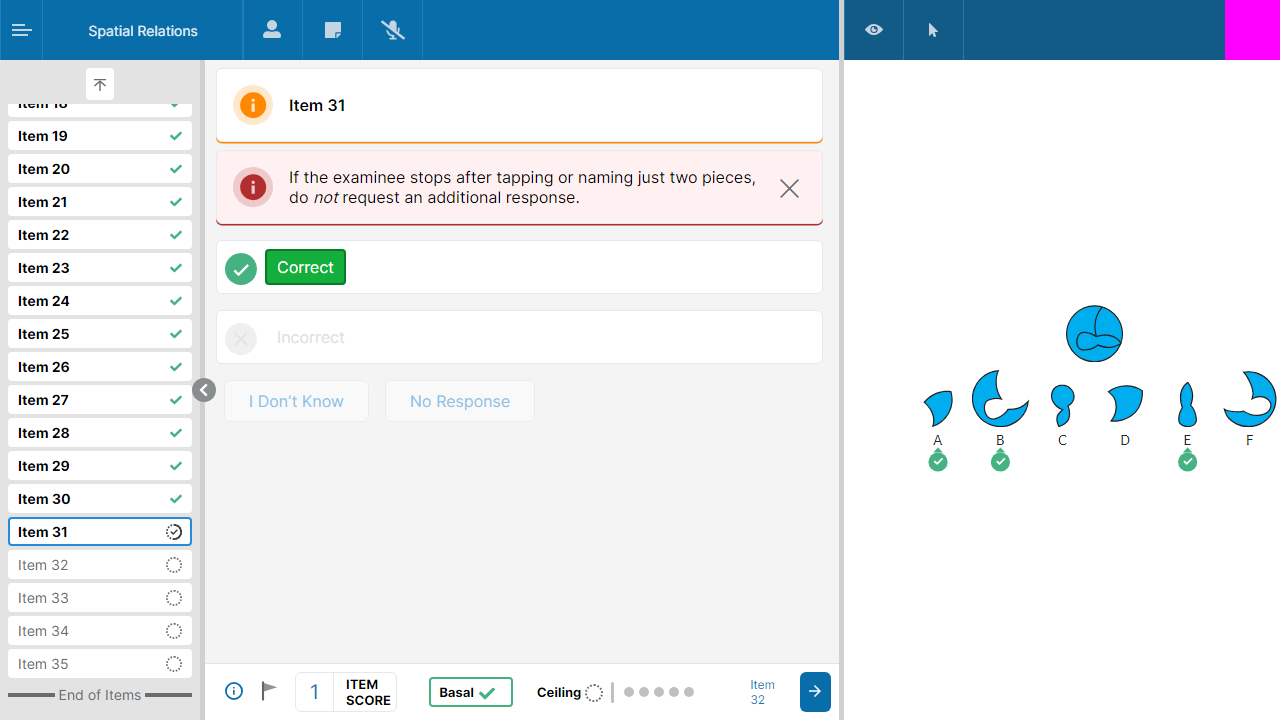 Spatial Relations
Item 18
Item 19
Item 20
Item 21
Item 22
Item 23
Item 24
Item 25
Item 26
Item 27
Item 28
Item 29
Item 30
Item 31
Item 32
Item 33
Item 34
Item 35
End of Items
Item 31
If the examinee stops after tapping or naming just two pieces,
do not request an additional response.
Correct
Incorrect
I Don't Know
No Response
1
ITEM
SCORE
Basal
Ceiling
Item
32
A B C D E F